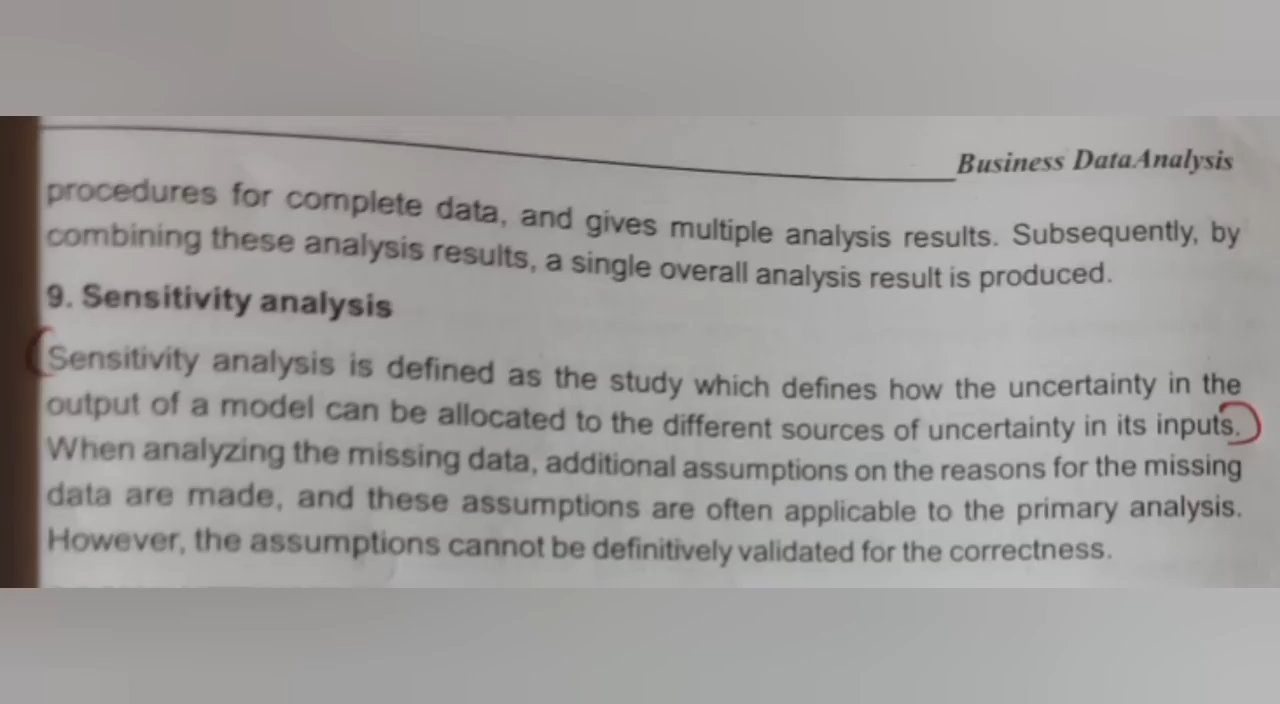 Business Data Analysis
procedures for complete data, and gives multiple analysis results. Subsequently, by
combining these analysis results, a single overall analysis result is produced.
9. Sensitivity analysis
Sensitivity analysis is defined as the study which defines how the uncertainty in the
output of a model can be allocated to the different sources of uncertainty in its inputs.
When analyzing the missing data, additional assumptions on the reasons for the missing
data are made, and these assumptions are often applicable to the primary analysis.
However, the assumptions cannot be definitively validated for the correctness.